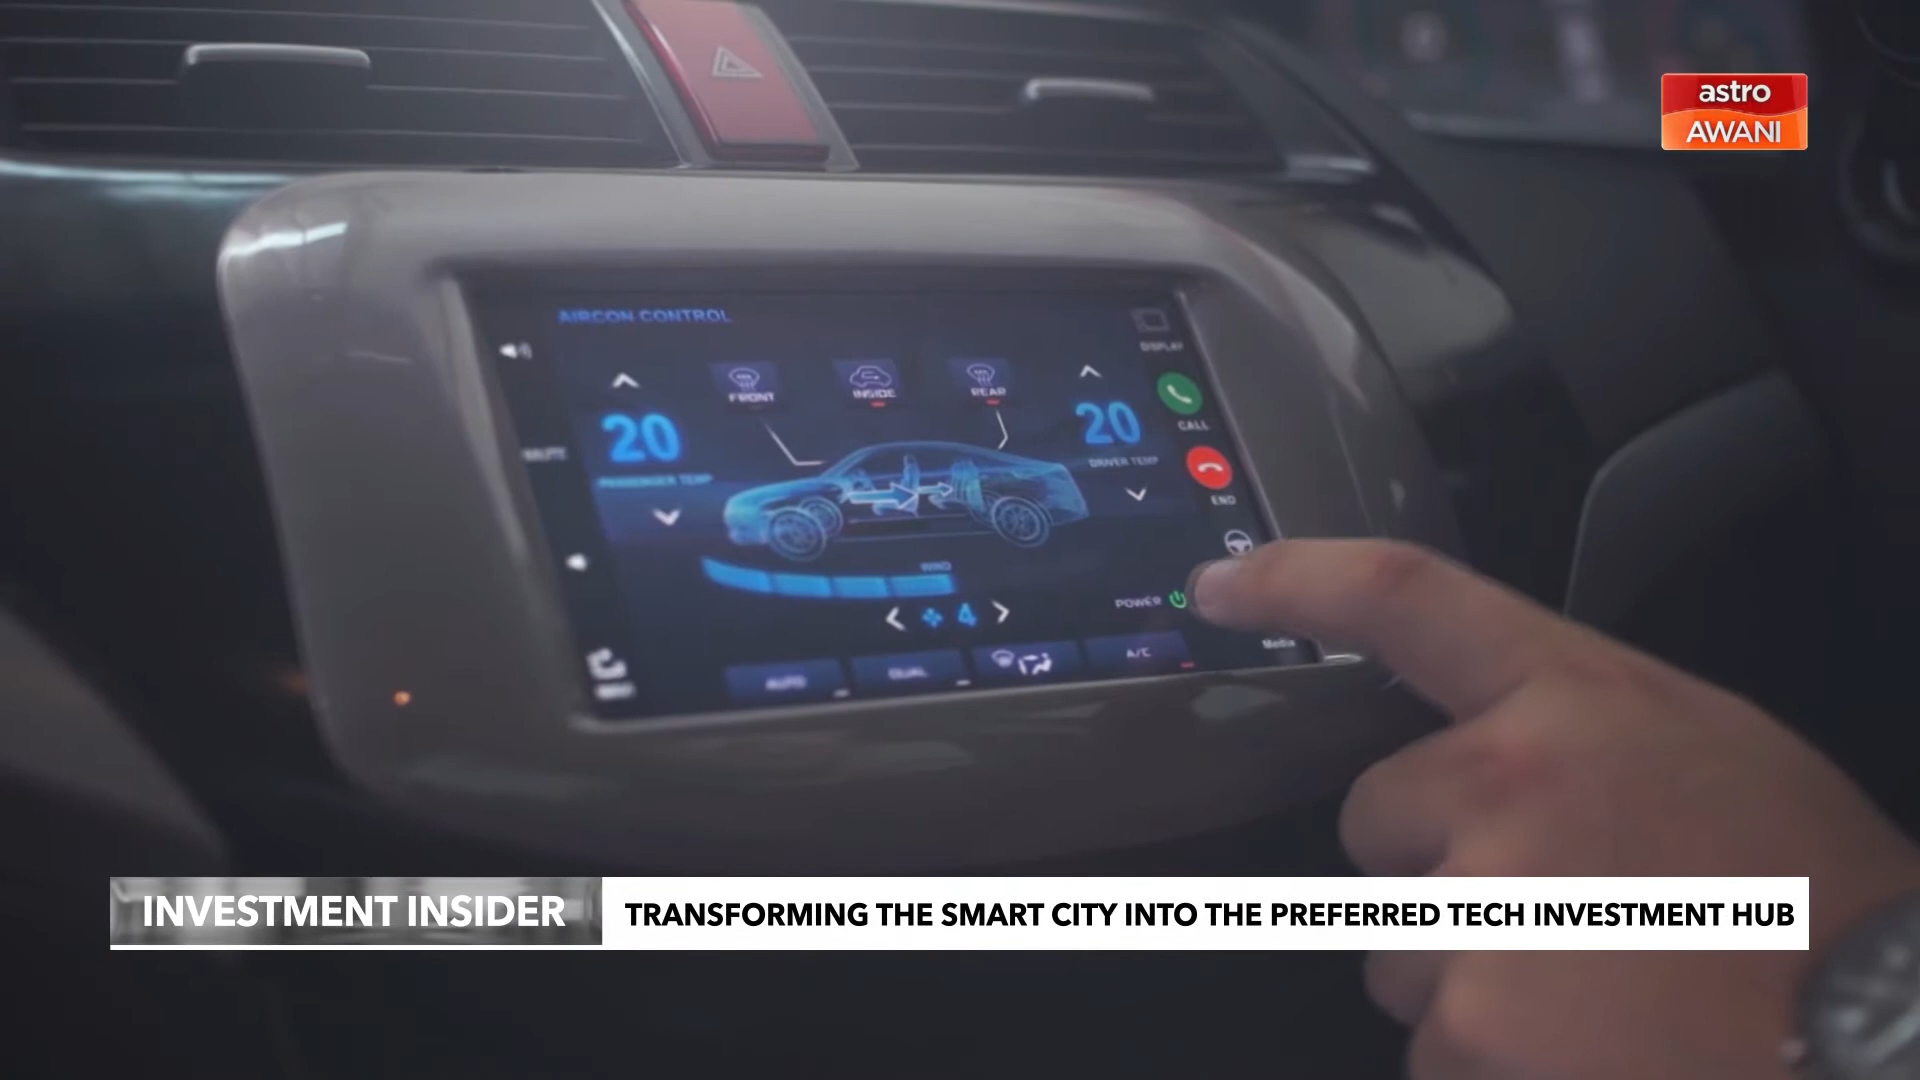 astro
AWANI
AIRCON CONTROL
DISPLAY
FRONT
INSIDE
REAR
20
20
CALL
MUTE
PASSENGER TEMP
DRIVER TEMP
END
WIND
4
POWER
Media
AUTO
DUAL
A/C
INVESTMENT INSIDER
TRANSFORMING THE SMART CITY INTO THE PREFERRED TECH INVESTMENT HUB